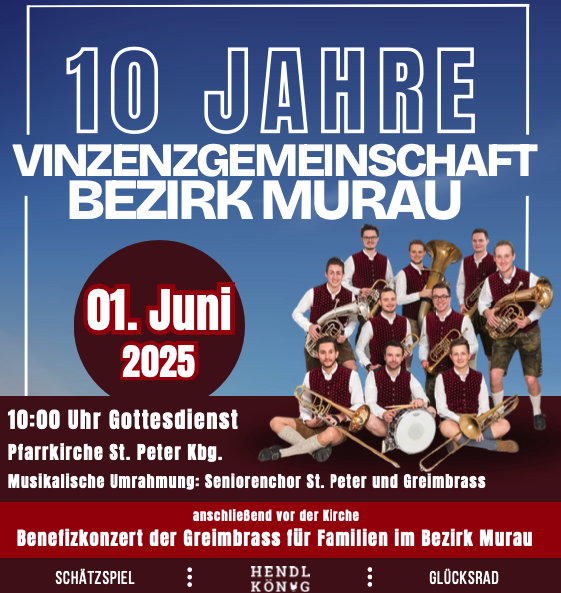 10 JAHRE
VINZENZGEMEINSCHAFT
BEZIRK MURAU
01. Juni
2025
10:00 Uhr Gottesdienst
Pfarrkirche St. Peter Kbg.
Musikalische Umrahmung: Seniorenchor St. Peter und Greimbrass
anschließend vor der Kirche
Benefizkonzert der Greimbrass für Familien im Bezirk Murau
SCHÄTZSPIEL
HENDL
KÖNIG
GLÜCKSRAD